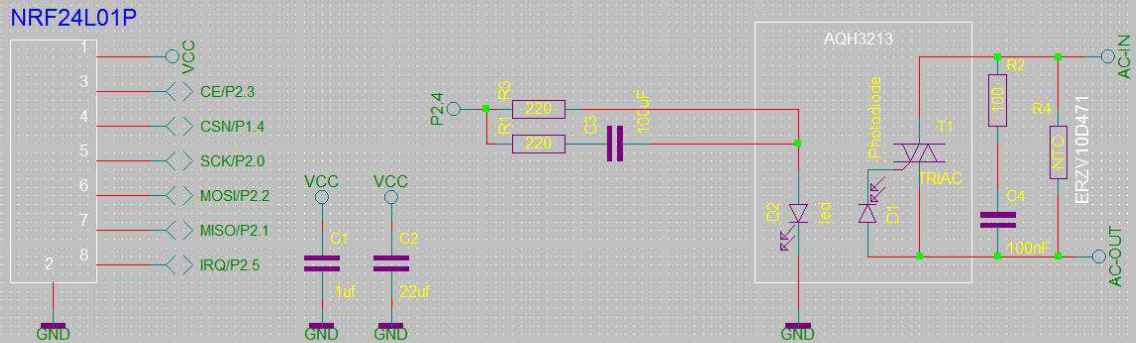 NRF24L01P
1
VCC
3
CE/P2.3
4
CSN/P1.4
5
SCK/P2.0
6
MOSI/P2.2
7
MISO/P2.1
2
8
IRQ/P2.5
GND
VCC
C1
1uf
GND
VCC
C2
22uf
GND
P2.4
R3
220
R1
220
C3
100uF
D2
led
GND
AQH3213
Photodiode
D1
T1
TRIAC
R2
100
C4
100nF
R4
NTC
ERZV10D471
AC-IN
AC-OUT